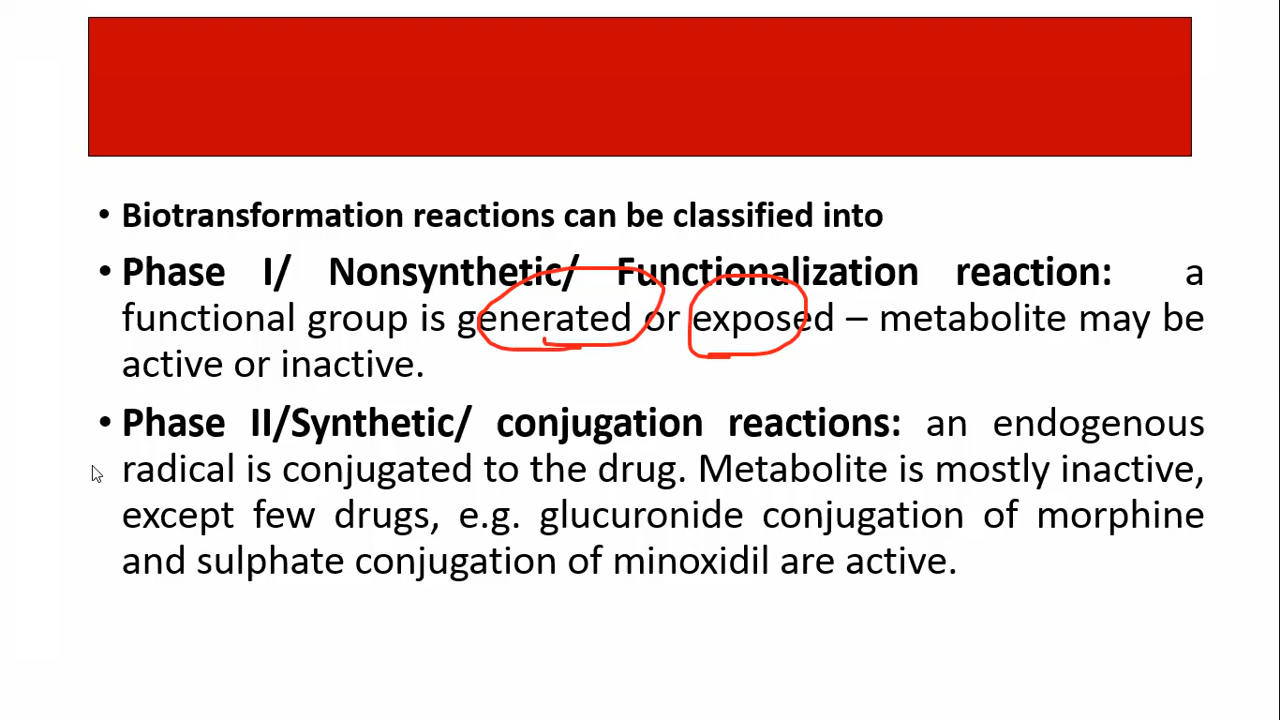 • Biotransformation reactions can be classified into
• Phase I/ Nonsynthetic/ Functionalization reaction: a
functional group is generated or exposed – metabolite may be
active or inactive.
• Phase II/Synthetic/ conjugation reactions: an endogenous
radical is conjugated to the drug. Metabolite is mostly inactive,
except few drugs, e.g. glucuronide conjugation of morphine
and sulphate conjugation of minoxidil are active.